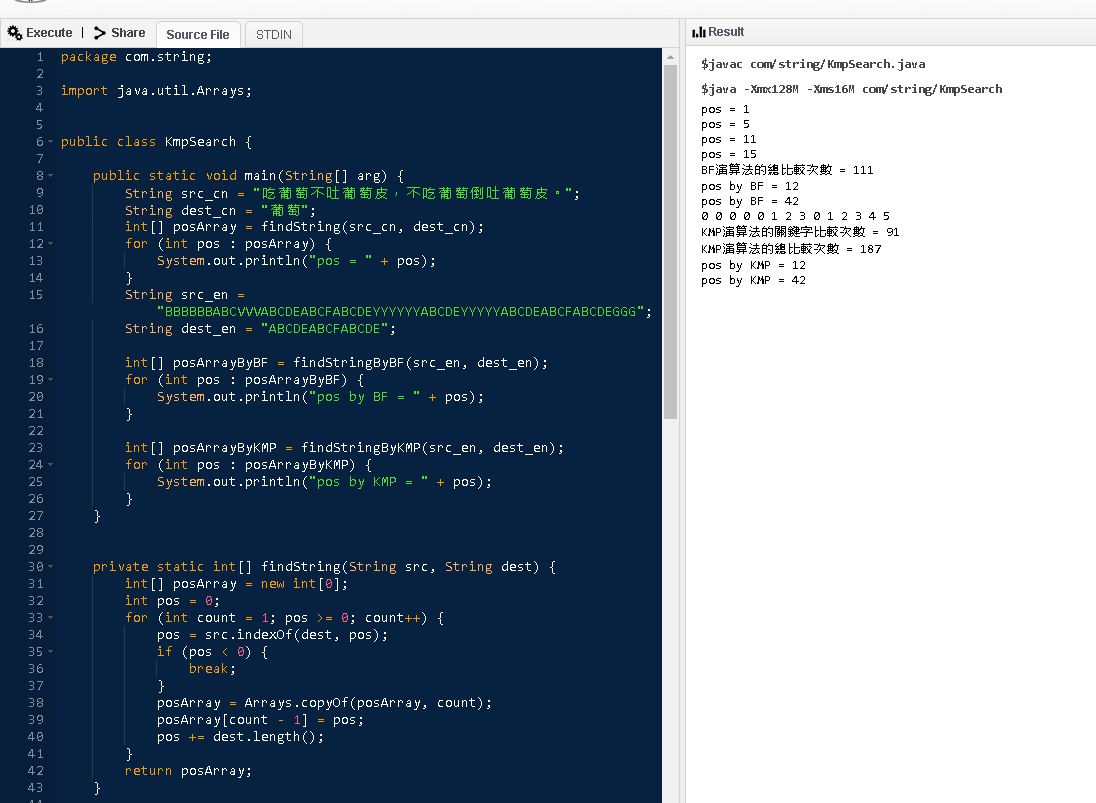 Execute | Share Source File STDIN
1 package com.string;
2
3 import java.util.Arrays;
4
5
6 public class KmpSearch {
7
8 public static void main(String[] arg) {
9 String src_cn = "吃葡萄不吐葡萄皮，不吃葡萄倒吐葡萄皮。";
10 String dest_cn = "葡萄";
11 int[] posArray = findString(src_cn, dest_cn);
12 for (int pos : posArray) {
13 System.out.println("pos = " + pos);
14 }
15 String src_en =
"BBBBBBABCVVVABCDEABCFABCDEYYYYYYABCDEYYYYYABCDEABCFABCDEGGG";
16 String dest_en = "ABCDEABCFABCDE";
17
18 int[] posArrayByBF = findStringByBF(src_en, dest_en);
19 for (int pos : posArrayByBF) {
20 System.out.println("pos by BF = " + pos);
21 }
22
23 int[] posArrayByKMP = findStringByKMP(src_en, dest_en);
24 for (int pos : posArrayByKMP) {
25 System.out.println("pos by KMP = " + pos);
26 }
27 }
28
29
30 private static int[] findString(String src, String dest) {
31 int[] posArray = new int[0];
32 int pos = 0;
33 for (int count = 1; pos >= 0; count++) {
34 pos = src.indexOf(dest, pos);
35 if (pos < 0) {
36 break;
37 }
38 posArray = Arrays.copyOf(posArray, count);
39 posArray[count - 1] = pos;
40 pos += dest.length();
41 }
42 return posArray;
43 }
Result
$javac com/string/KmpSearch.java
$java -Xmx128M -Xms16M com/string/KmpSearch
pos = 1
pos = 5
pos = 11
pos = 15
BF演算法的總比較次數 = 111
pos by BF = 12
pos by BF = 42
0 0 0 0 0 1 2 3 0 1 2 3 4 5
KMP演算法的關鍵字比較次數 = 91
KMP演算法的總比較次數 = 187
pos by KMP = 12
pos by KMP = 42